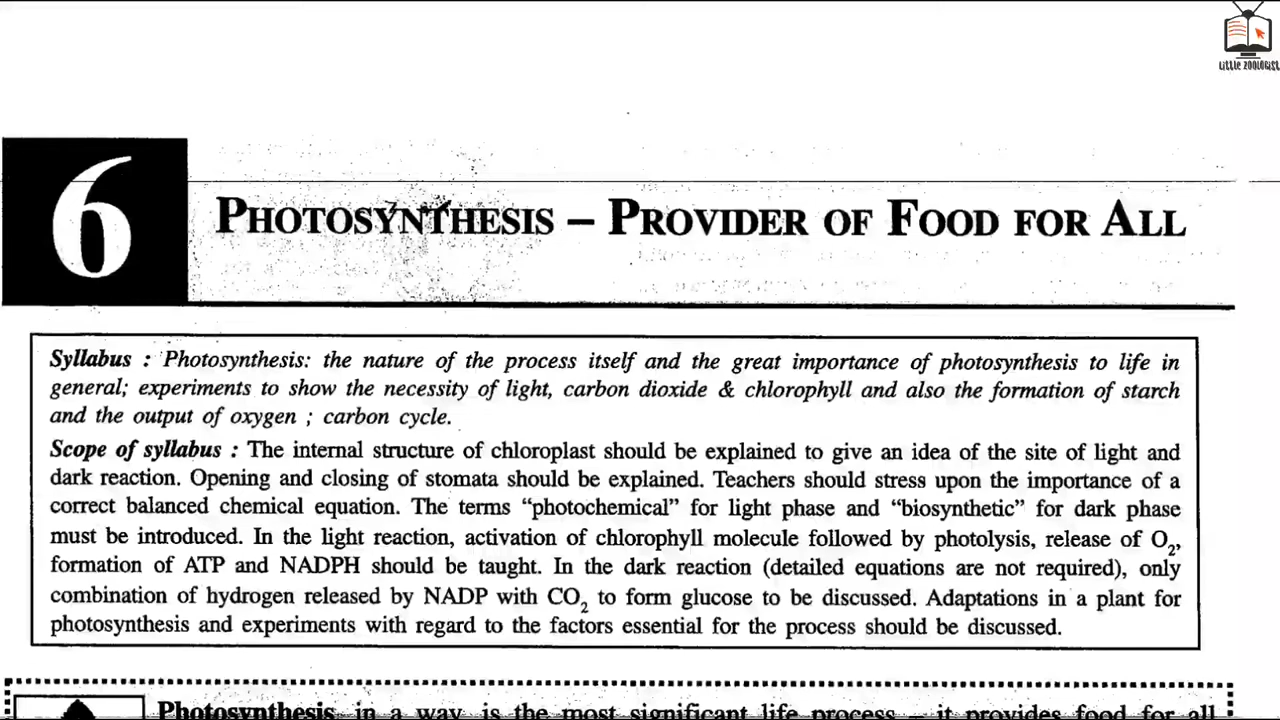 LITTLE ZOOLOGIST
6
PHOTOSYNTHESIS – PROVIDER OF FOOD FOR ALL
Syllabus : Photosynthesis: the nature of the process itself and the great importance of photosynthesis to life in
general; experiments to show the necessity of light, carbon dioxide & chlorophyll and also the formation of starch
and the output of oxygen ; carbon cycle.
Scope of syllabus : The internal structure of chloroplast should be explained to give an idea of the site of light and
dark reaction. Opening and closing of stomata should be explained. Teachers should stress upon the importance of a
correct balanced chemical equation. The terms “photochemical” for light phase and “biosynthetic” for dark phase
must be introduced. In the light reaction, activation of chlorophyll molecule followed by photolysis, release of O₂,
formation of ATP and NADPH should be taught. In the dark reaction (detailed equations are not required), only
combination of hydrogen released by NADP with CO₂ to form glucose to be discussed. Adaptations in a plant for
photosynthesis and experiments with regard to the factors essential for the process should be discussed.
Photosynthesis, in a way, is the most significant life process – it provides food for all